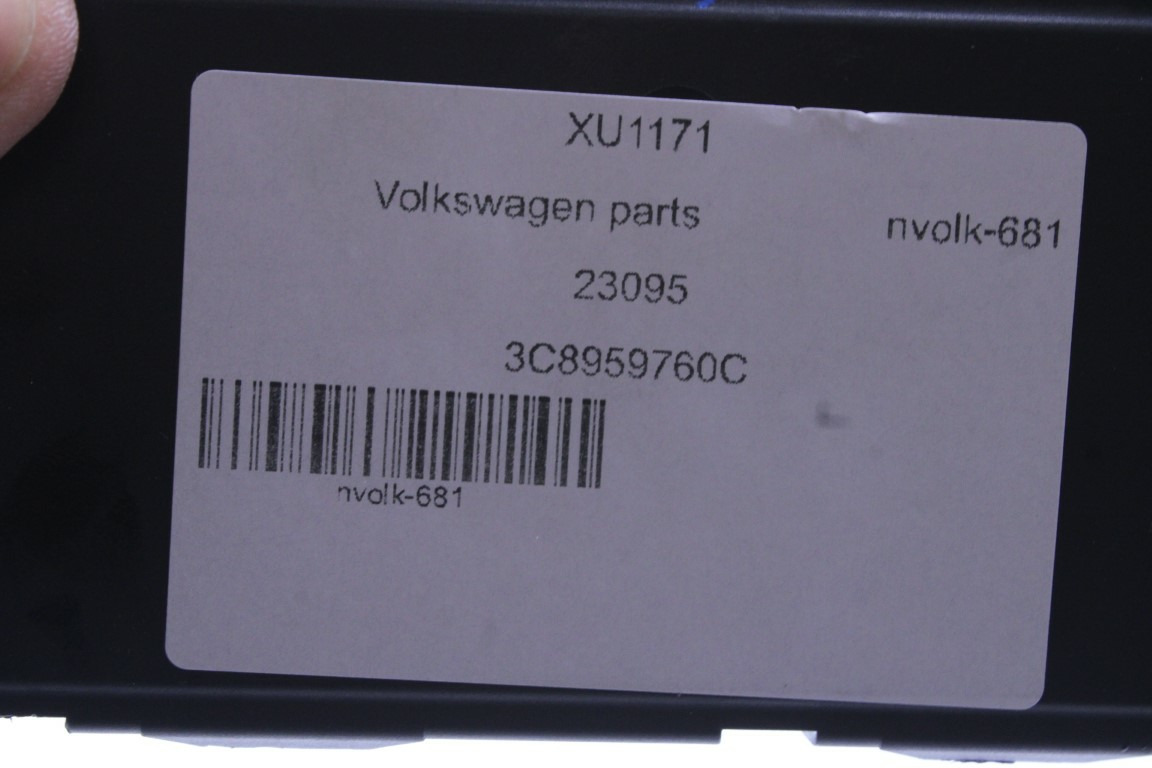 XU1171
Volkswagen parts
nvolk-681
23095
3C8959760C
nvolk-681